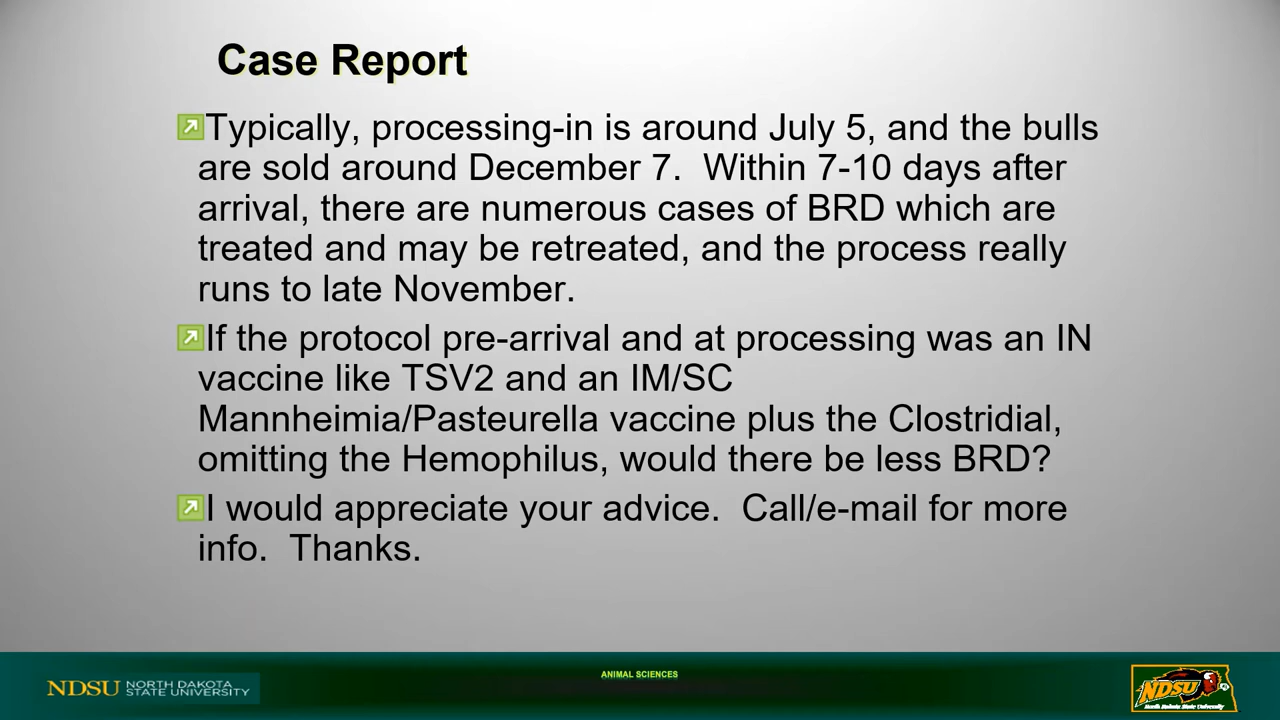 Case Report
Typically, processing-in is around July 5, and the bulls
are sold around December 7.  Within 7-10 days after
arrival, there are numerous cases of BRD which are
treated and may be retreated, and the process really
runs to late November.
If the protocol pre-arrival and at processing was an IN
vaccine like TSV2 and an IM/SC
Mannheimia/Pasteurella vaccine plus the Clostridial,
omitting the Hemophilus, would there be less BRD?
I would appreciate your advice.  Call/e-mail for more
info.  Thanks.
ANIMAL SCIENCES
NDSU NORTH DAKOTA
STATE UNIVERSITY
NDSU
North Dakota State University